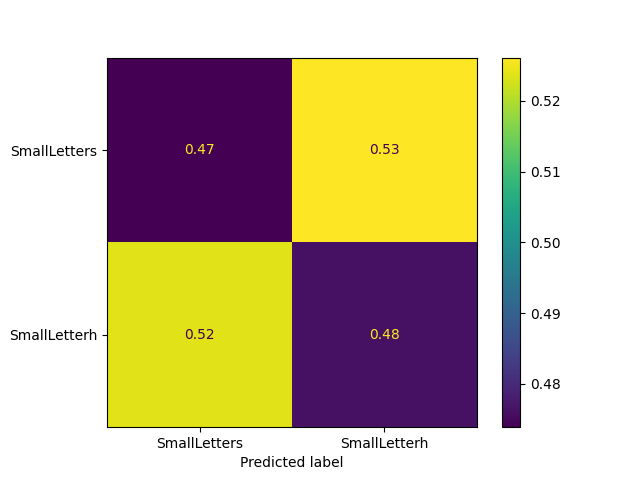 0.52
SmallLetters 0.47 0.53
0.51
0.50
0.49
SmallLetterh 0.52 0.48
0.48
SmallLetters SmallLetterh
Predicted label